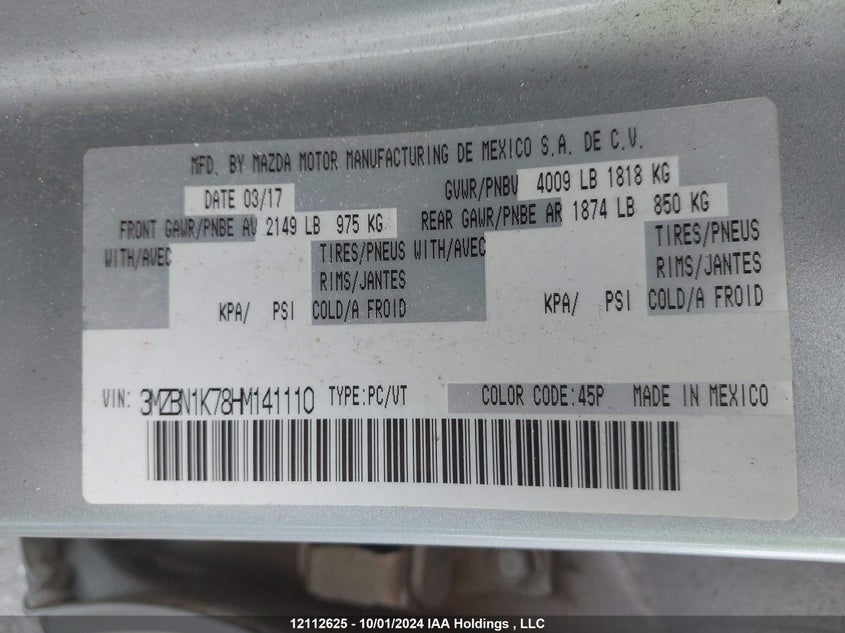 MFD. BY MAZDA MOTOR MANUFACTURING DE MEXICO S.A. DE C.V.
DATE 03/17 GVWR/PNBV 4009 LB 1818 KG
FRONT GAWR/PNBE AV 2149 LB 975 KG REAR GAWR/PNBE AR 1874 LB 850 KG
WITH/AVEC TIRES/PNEUS WITH/AVEC TIRES/PNEUS
RIMS/JANTES RIMS/JANTES
KPA/ PSI COLD/A FROID KPA/ PSI COLD/A FROID
VIN: 3MZBN1K78HM141110 TYPE:PC/VT COLOR CODE:45P MADE IN MEXICO
12112625 - 10/01/2024 IAA Holdings , LLC